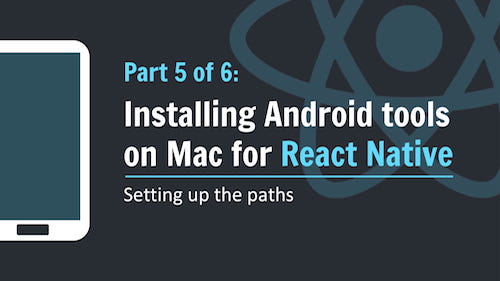 Part 5 of 6:
Installing Android tools
on Mac for React Native
Setting up the paths